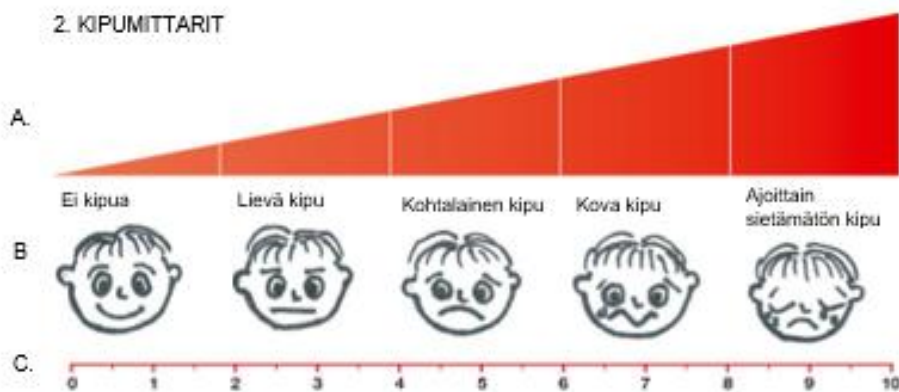 2. KIPUMITTARIT
A.
Ei kipua
Lievä kipu
Kohtalainen kipu
Kova kipu
Ajoittain
sietämätön kipu
B
C.
0 1 2 3 4 5 6 7 8 9 10